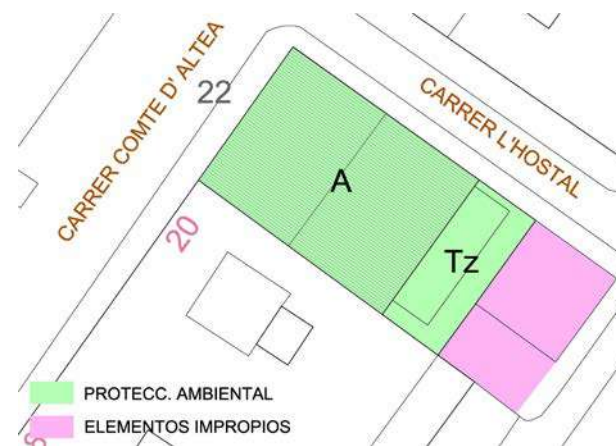 22
CARRER COMTE D' ALTEA
CARRER L'HOSTAL
A
20
Tz
PROTECC. AMBIENTAL
ELEMENTOS IMPROPIOS